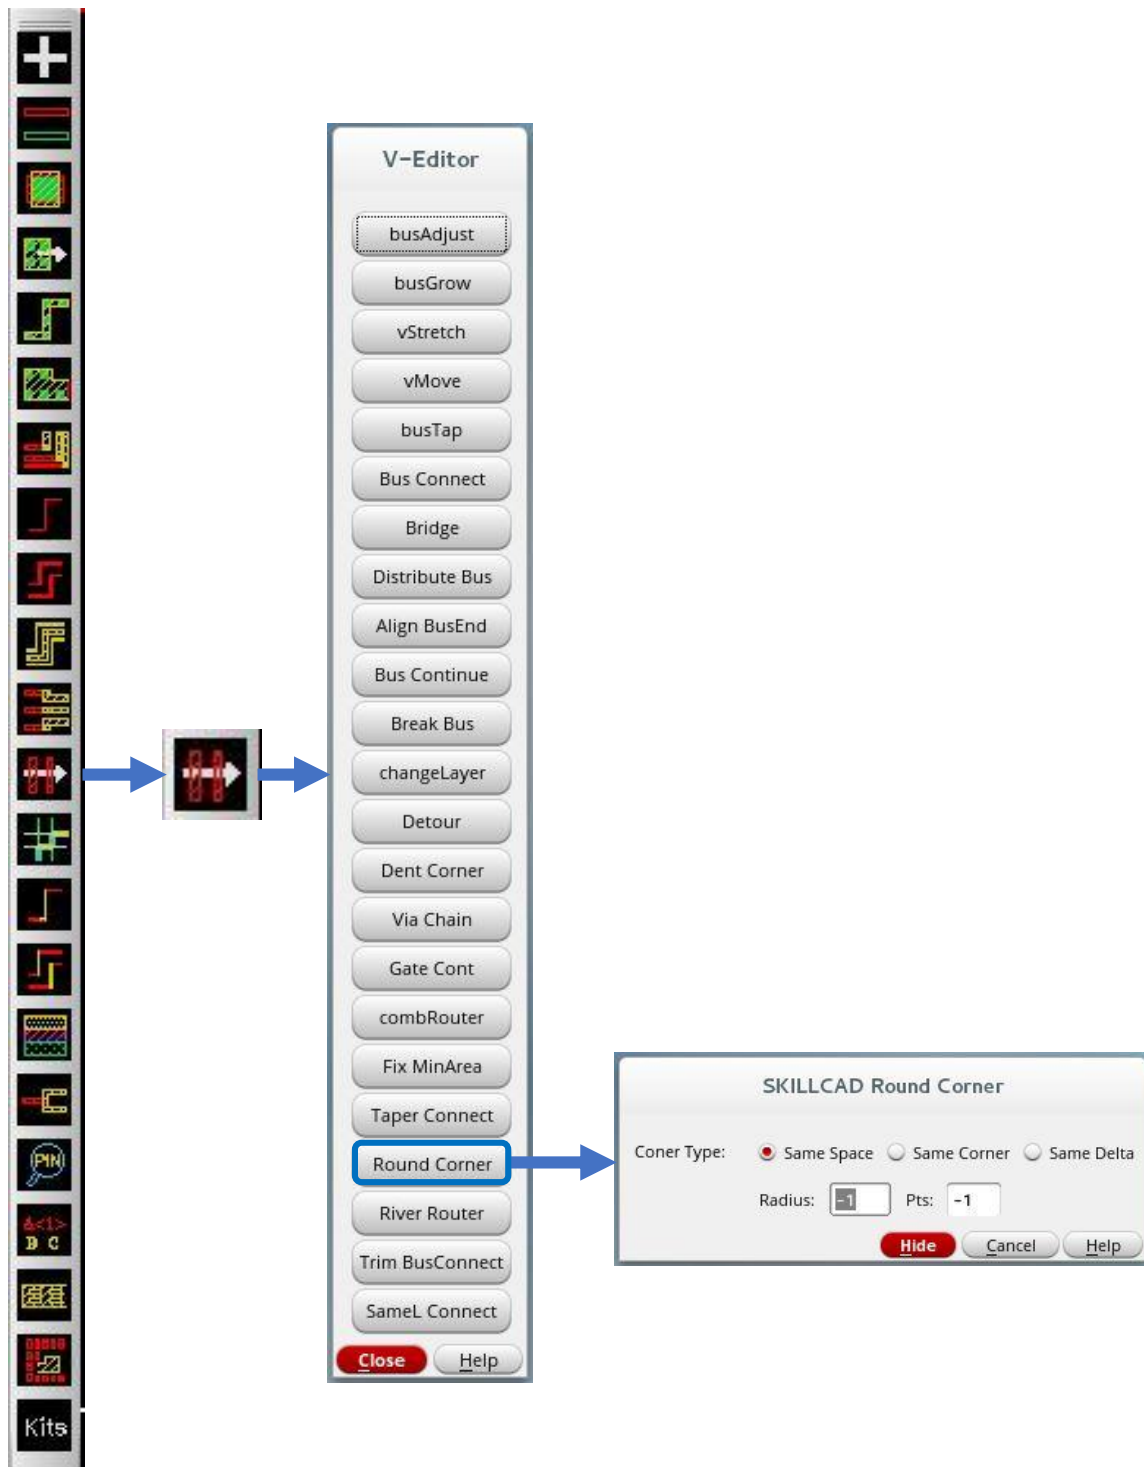 PIN
&<1>
B C
Kits
V-Editor
busAdjust
busGrow
vStretch
vMove
busTap
Bus Connect
Bridge
Distribute Bus
Align BusEnd
Bus Continue
Break Bus
changeLayer
Detour
Dent Corner
Via Chain
Gate Cont
combRouter
Fix MinArea
Taper Connect
Round Corner
River Router
Trim BusConnect
SameL Connect
Close Help
SKILLCAD Round Corner
Coner Type: Same Space Same Corner Same Delta
Radius: -1 Pts: -1
Hide Cancel Help